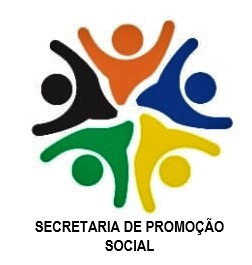 SECRETARIA DE PROMOÇÃO
SOCIAL